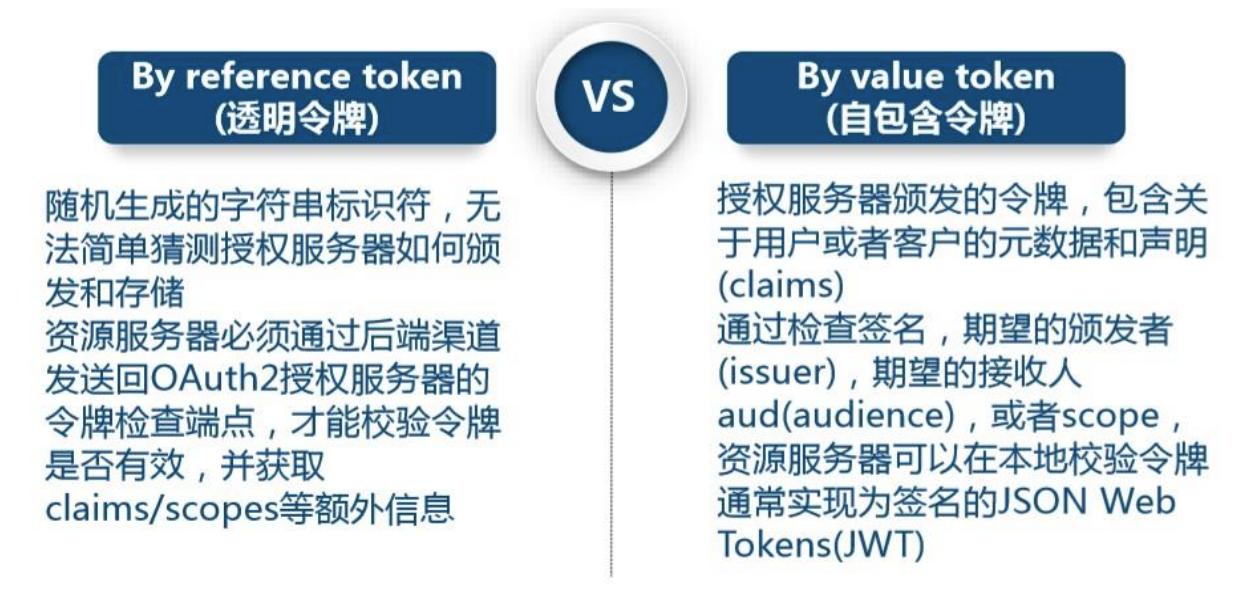 By reference token
(透明令牌)
VS
By value token
(自包含令牌)
随机生成的字符串标识符，无
法简单猜测授权服务器如何颁
发和存储
资源服务器必须通过后端渠道
发送回OAuth2授权服务器的
令牌检查端点，才能校验令牌
是否有效，并获取
claims/scopes等额外信息
授权服务器颁发的令牌，包含关
于用户或者客户的元数据和声明
(claims)
通过检查签名，期望的颁发者
(issuer)，期望的接收人
aud(audience)，或者scope，
资源服务器可以在本地校验令牌
通常实现为签名的JSON Web
Tokens(JWT)